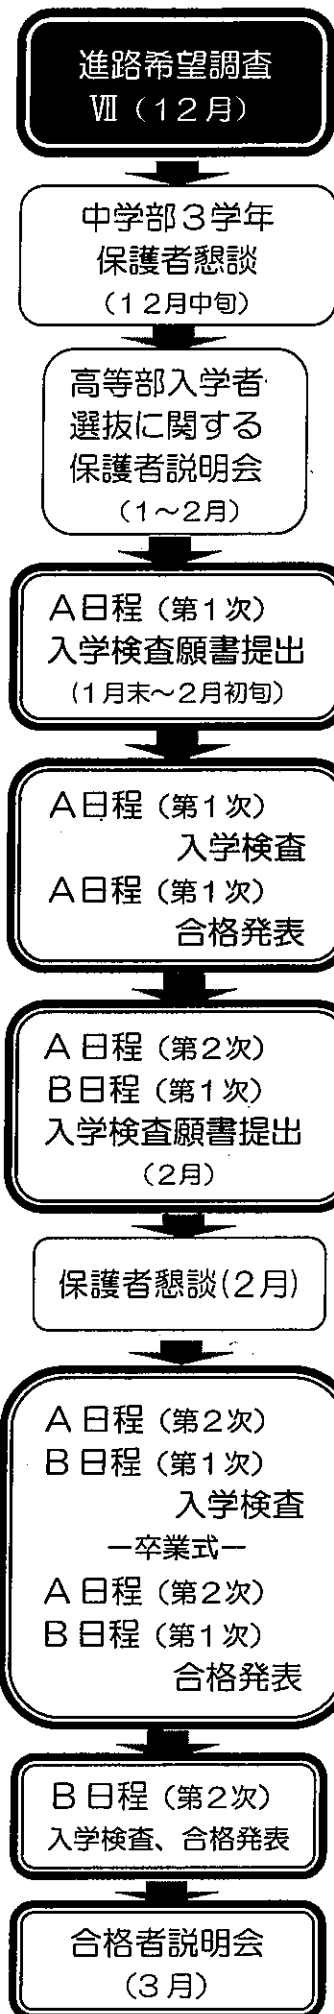 進路希望調査
Ⅶ（12月）
中学部3学年
保護者懇談
（12月中旬）
高等部入学者
選抜に関する
保護者説明会
（1～2月）
A日程（第1次）
入学検査願書提出
（1月末～2月初旬）
A日程（第1次）
入学検査
A日程（第1次）
合格発表
A日程（第2次）
B日程（第1次）
入学検査願書提出
（2月）
保護者懇談(2月)
A日程（第2次）
B日程（第1次）
入学検査
－卒業式－
A日程（第2次）
B日程（第1次）
合格発表
B日程（第2次）
入学検査、合格発表
合格者説明会
（3月）